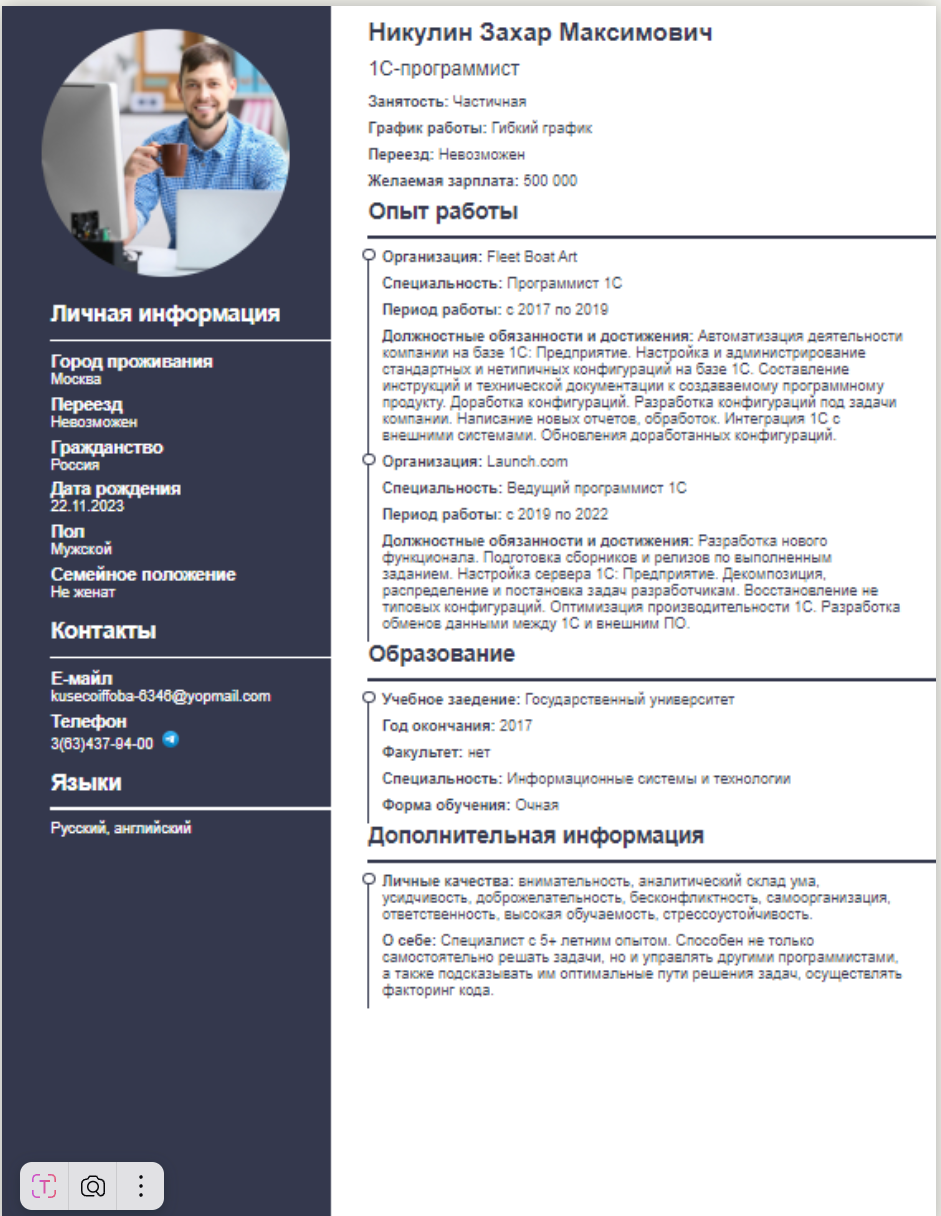 Никулин Захар Максимович
1С-программист
Занятость: Частичная
График работы: Гибкий график
Переезд: Невозможен
Желаемая зарплата: 500 000
Опыт работы
Организация: Fleet Boat Art
Специальность: Программист 1С
Период работы: с 2017 по 2019
Должностные обязанности и достижения: Автоматизация деятельности
компании на базе 1С: Предприятие. Настройка и администрирование
стандартных и нетипичных конфигураций на базе 1С. Составление
инструкций и технической документации к создаваемому программному
продукту. Доработка конфигураций. Разработка конфигураций под задачи
компании. Написание новых отчетов, обработок. Интеграция 1С с
внешними системами. Обновления доработанных конфигураций.
Организация: Launch.com
Специальность: Ведущий программист 1С
Период работы: с 2019 по 2022
Должностные обязанности и достижения: Разработка нового
функционала. Подготовка сборников и релизов по выполненным
заданием. Настройка сервера 1С: Предприятие. Декомпозиция,
распределение и постановка задач разработчикам. Восстановление не
типовых конфигураций. Оптимизация производительности 1С. Разработка
обменов данными между 1С и внешним ПО.
Образование
Учебное заедение: Государственный университет
Год окончания: 2017
Факультет: нет
Специальность: Информационные системы и технологии
Форма обучения: Очная
Дополнительная информация
Личные качества: внимательность, аналитический склад ума,
усидчивость, доброжелательность, бесконфликтность, самоорганизация,
ответственность, высокая обучаемость, стрессоустойчивость.
О себе: Специалист с 5+ летним опытом. Способен не только
самостоятельно решать задачи, но и управлять другими программистами,
а также подсказывать им оптимальные пути решения задач, осуществлять
факторинг кода.
Личная информация
Город проживания
Москва
Переезд
Невозможен
Гражданство
Россия
Дата рождения
22.11.2023
Пол
Мужской
Семейное положение
Не женат
Контакты
Е-майл
kusecoiffoba-6346@yopmail.com
Телефон
3(63)437-94-00
Языки
Русский, английский